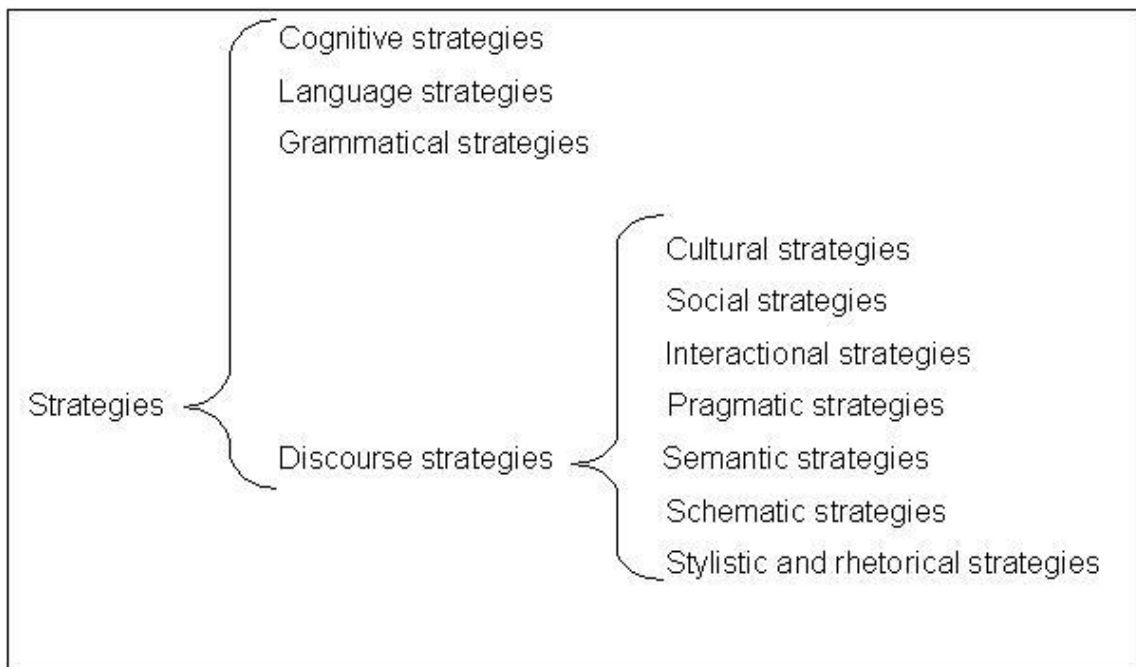 Cognitive strategies
Language strategies
Grammatical strategies
Cultural strategies
Social strategies
Interactional strategies
Strategies
Pragmatic strategies
Discourse strategies
Semantic strategies
Schematic strategies
Stylistic and rhetorical strategies